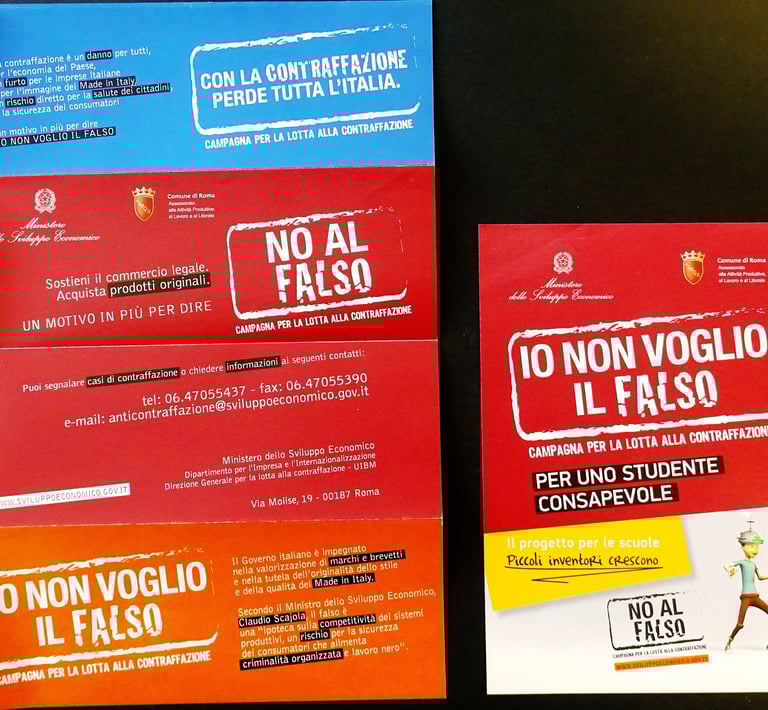 contraffazione è un danno per tutti,
l'economia del Paese,
furto per le imprese italiane
per l'immagine del Made in Italy,
rischio diretto per la salute dei cittadini,
la sicurezza dei consumatori
motivo in più per dire
IO NON VOGLIO IL FALSO
CON LA CONTRAFFAZIONE
PERDE TUTTA L'ITALIA.
CAMPAGNA PER LA LOTTA ALLA CONTRAFFAZIONE
Ministero
dello Sviluppo Economico
Comune di Roma
Assessorato
alle Attività Produttive,
al Lavoro e al Litorale
Sostieni il commercio legale.
Acquista prodotti originali.
UN MOTIVO IN PIÙ PER DIRE
NO AL
FALSO
CAMPAGNA PER LA LOTTA ALLA CONTRAFFAZIONE
Puoi segnalare casi di contraffazione o chiedere informazioni ai seguenti contatti:
tel: 06.47055437 - fax: 06.47055390
e-mail: anticontraffazione@sviluppoeconomico.gov.it
Ministero dello Sviluppo Economico
Dipartimento per l'Impresa e l'Internazionalizzazione
Direzione Generale per la lotta alla contraffazione - UIBM
WWW.SVILUPPOECONOMICO.GOV.IT
Via Molise, 19 - 00187 Roma
IO NON VOGLIO
IL FALSO
CAMPAGNA PER LA LOTTA ALLA CONTRAFFAZIONE
Il Governo italiano è impegnato
nella valorizzazione di marchi e brevetti
e nella tutela dell'originalità dello stile
e della qualità del Made in Italy.
Secondo il Ministro dello Sviluppo Economico,
Claudio Scajola, il falso è
una "ipoteca sulla competitività dei sistemi
produttivi, un rischio per la sicurezza
dei consumatori che alimenta
criminalità organizzata e lavoro nero".
Ministero
dello Sviluppo Economico
Comune di Roma
Assessorato
alle Attività Produttive,
al Lavoro e al Litorale
IO NON VOGLIO
IL FALSO
CAMPAGNA PER LA LOTTA ALLA CONTRAFFAZIONE
PER UNO STUDENTE
CONSAPEVOLE
Il progetto per le scuole
Piccoli inventori crescono
NO AL
FALSO
CAMPAGNA PER LA LOTTA ALLA CONTRAFFAZIONE
WWW.SVILUPPOECONOMICO.GOV.IT